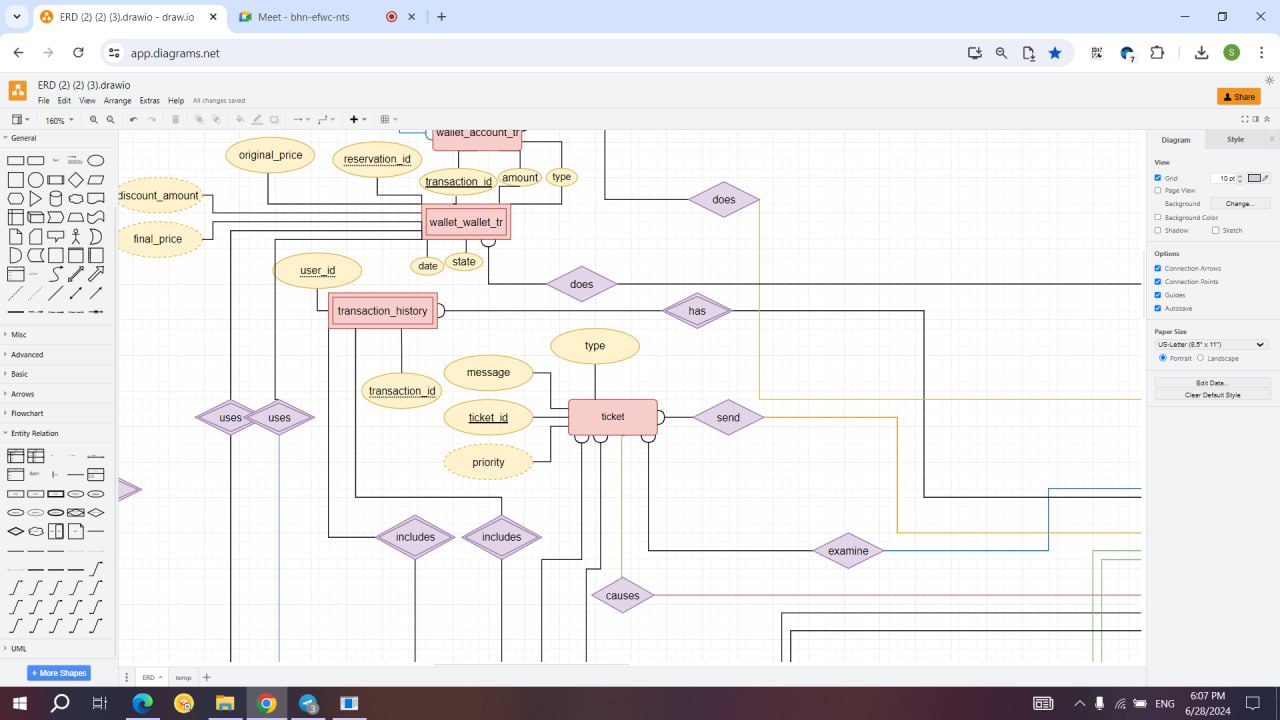 ERD (2) (2) (3).drawio - draw.io
Meet - bhn-efwc-nts
app.diagrams.net
7
S
ERD (2) (2) (3).drawio
File Edit View Arrange Extras Help All changes saved
Share
160%
General
Misc
Advanced
Basic
Arrows
Flowchart
Entity Relation
UML
+ More Shapes
wallet_account_tr
original_price
reservation_id
transaction_id
amount
type
discount_amount
does
final_price
wallet_wallet_tr
date
state
user_id
does
transaction_history
has
type
message
transaction_id
uses
uses
ticket_id
ticket
send
priority
includes
includes
examine
causes
Diagram
Style
View
Grid
10 pt
Page View
Background
Change...
Background Color
Shadow
Sketch
Options
Connection Arrows
Connection Points
Guides
Autosave
Paper Size
US-Letter (8.5" x 11")
Portrait
Landscape
Edit Data...
Clear Default Style
ERD
temp
3
ENG
6:07 PM
6/28/2024